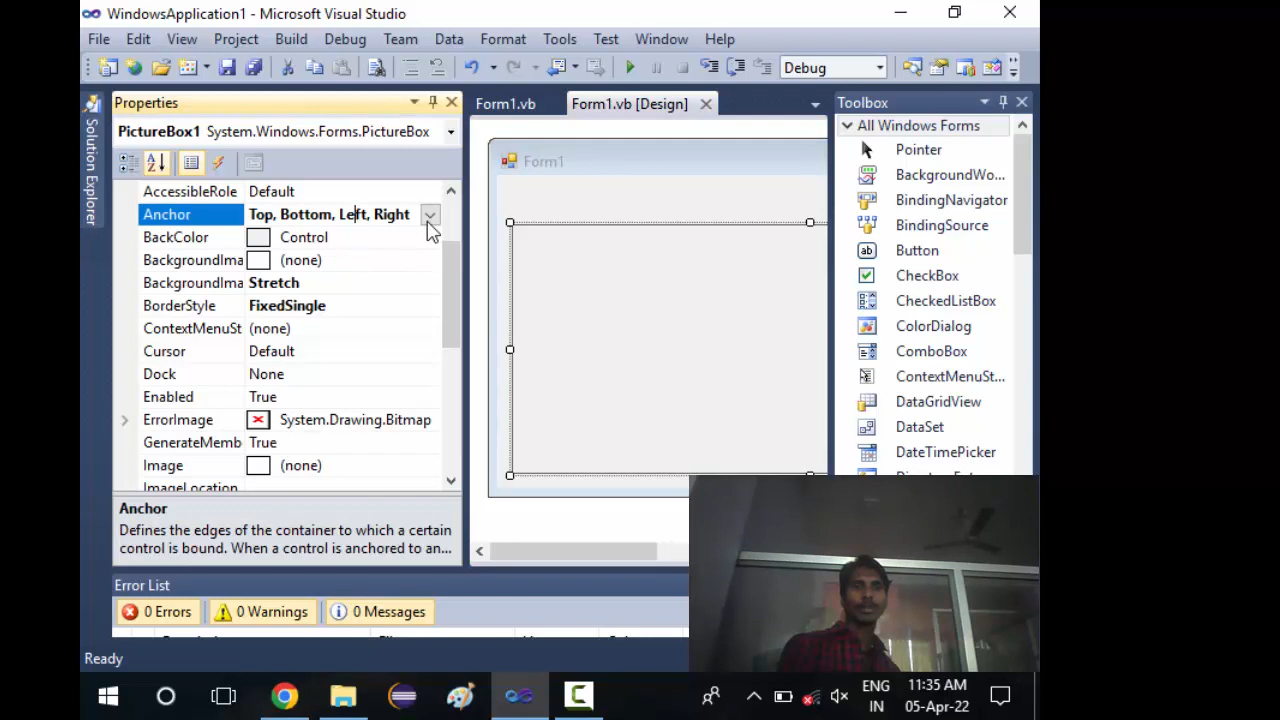 WindowsApplication1 - Microsoft Visual Studio
File Edit View Project Build Debug Team Data Format Tools Test Window Help
Debug
Solution Explorer
Properties
PictureBox1 System.Windows.Forms.PictureBox
AccessibleRole Default
Anchor Top, Bottom, Left, Right
BackColor Control
BackgroundIma (none)
BackgroundIma Stretch
BorderStyle FixedSingle
ContextMenuSt (none)
Cursor Default
Dock None
Enabled True
ErrorImage System.Drawing.Bitmap
GenerateMemb True
Image (none)
ImageLocation
Anchor
Defines the edges of the container to which a certain
control is bound. When a control is anchored to an...
Form1.vb Form1.vb [Design]
Form1
Toolbox
All Windows Forms
Pointer
BackgroundWo...
BindingNavigator
BindingSource
Button
CheckBox
CheckedListBox
ColorDialog
ComboBox
ContextMenuSt...
DataGridView
DataSet
DateTimePicker
Error List
0 Errors 0 Warnings 0 Messages
Ready
ENG
IN
11:35 AM
05-Apr-22